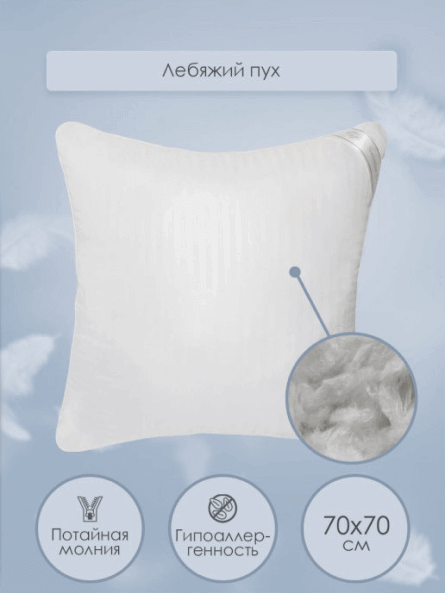 Лебяжий пух
Потайная
молния
Гипоаллер-
генность
70x70
см